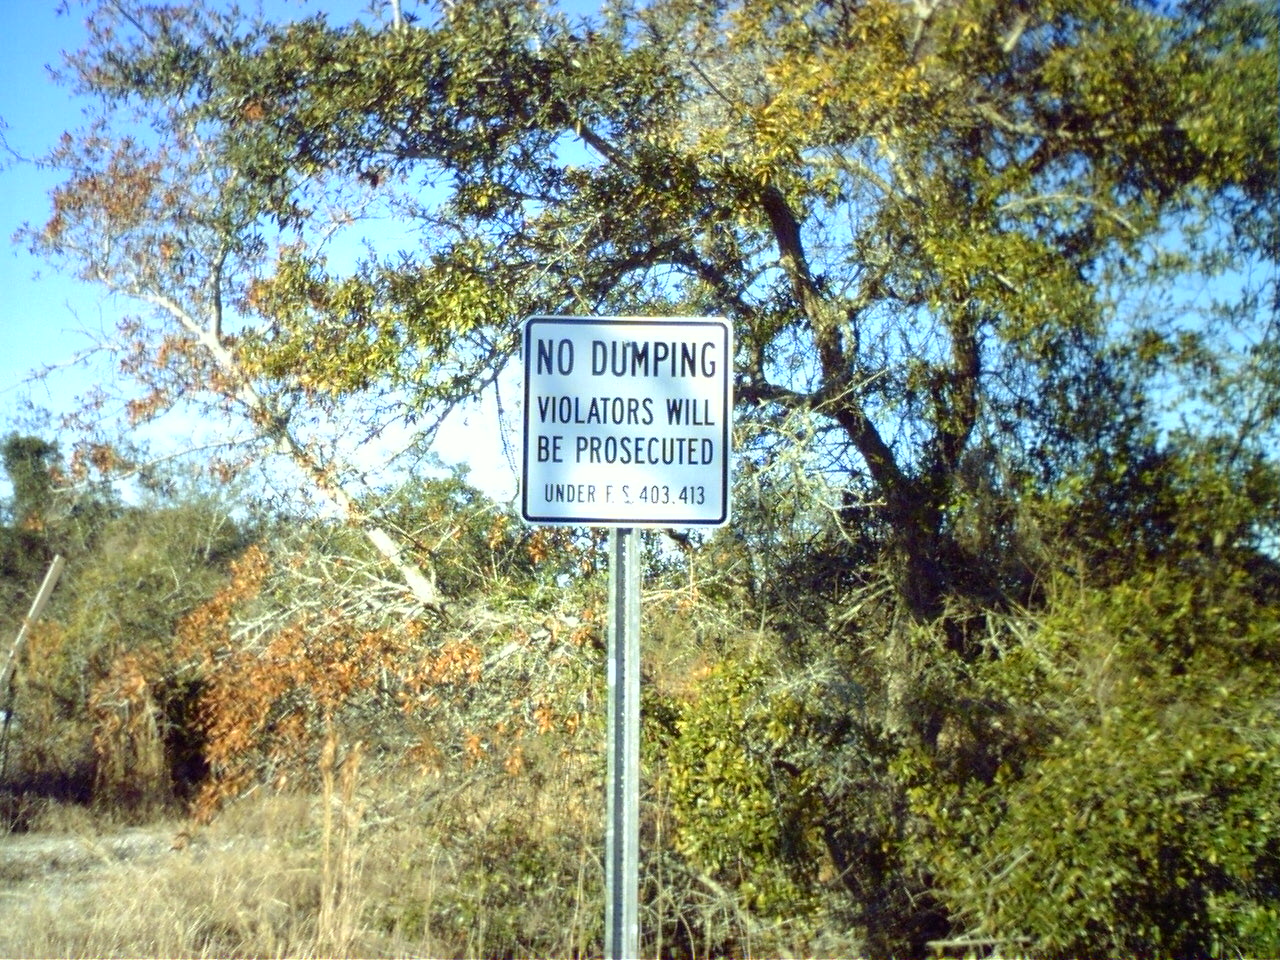 NO DUMPING
VIOLATORS WILL
BE PROSECUTED
UNDER F. S. 403.413